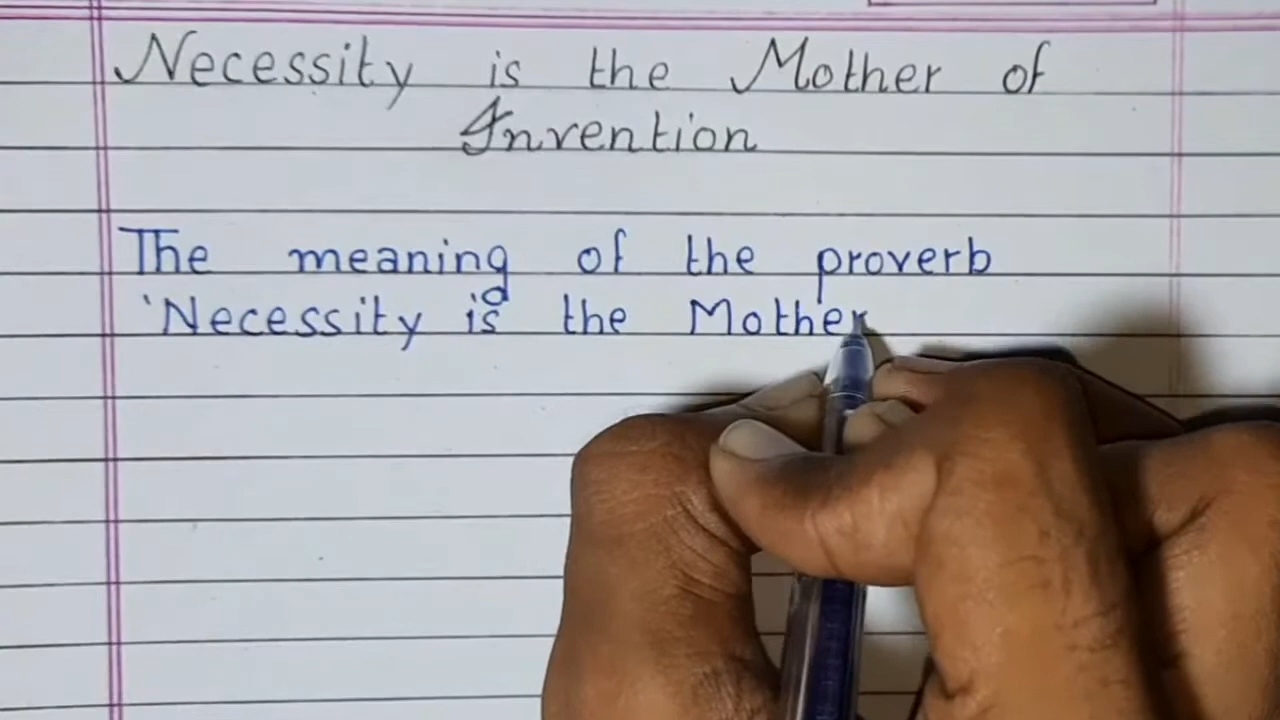 Necessity is the Mother of
Invention
The meaning of the proverb
'Necessity is the Mother